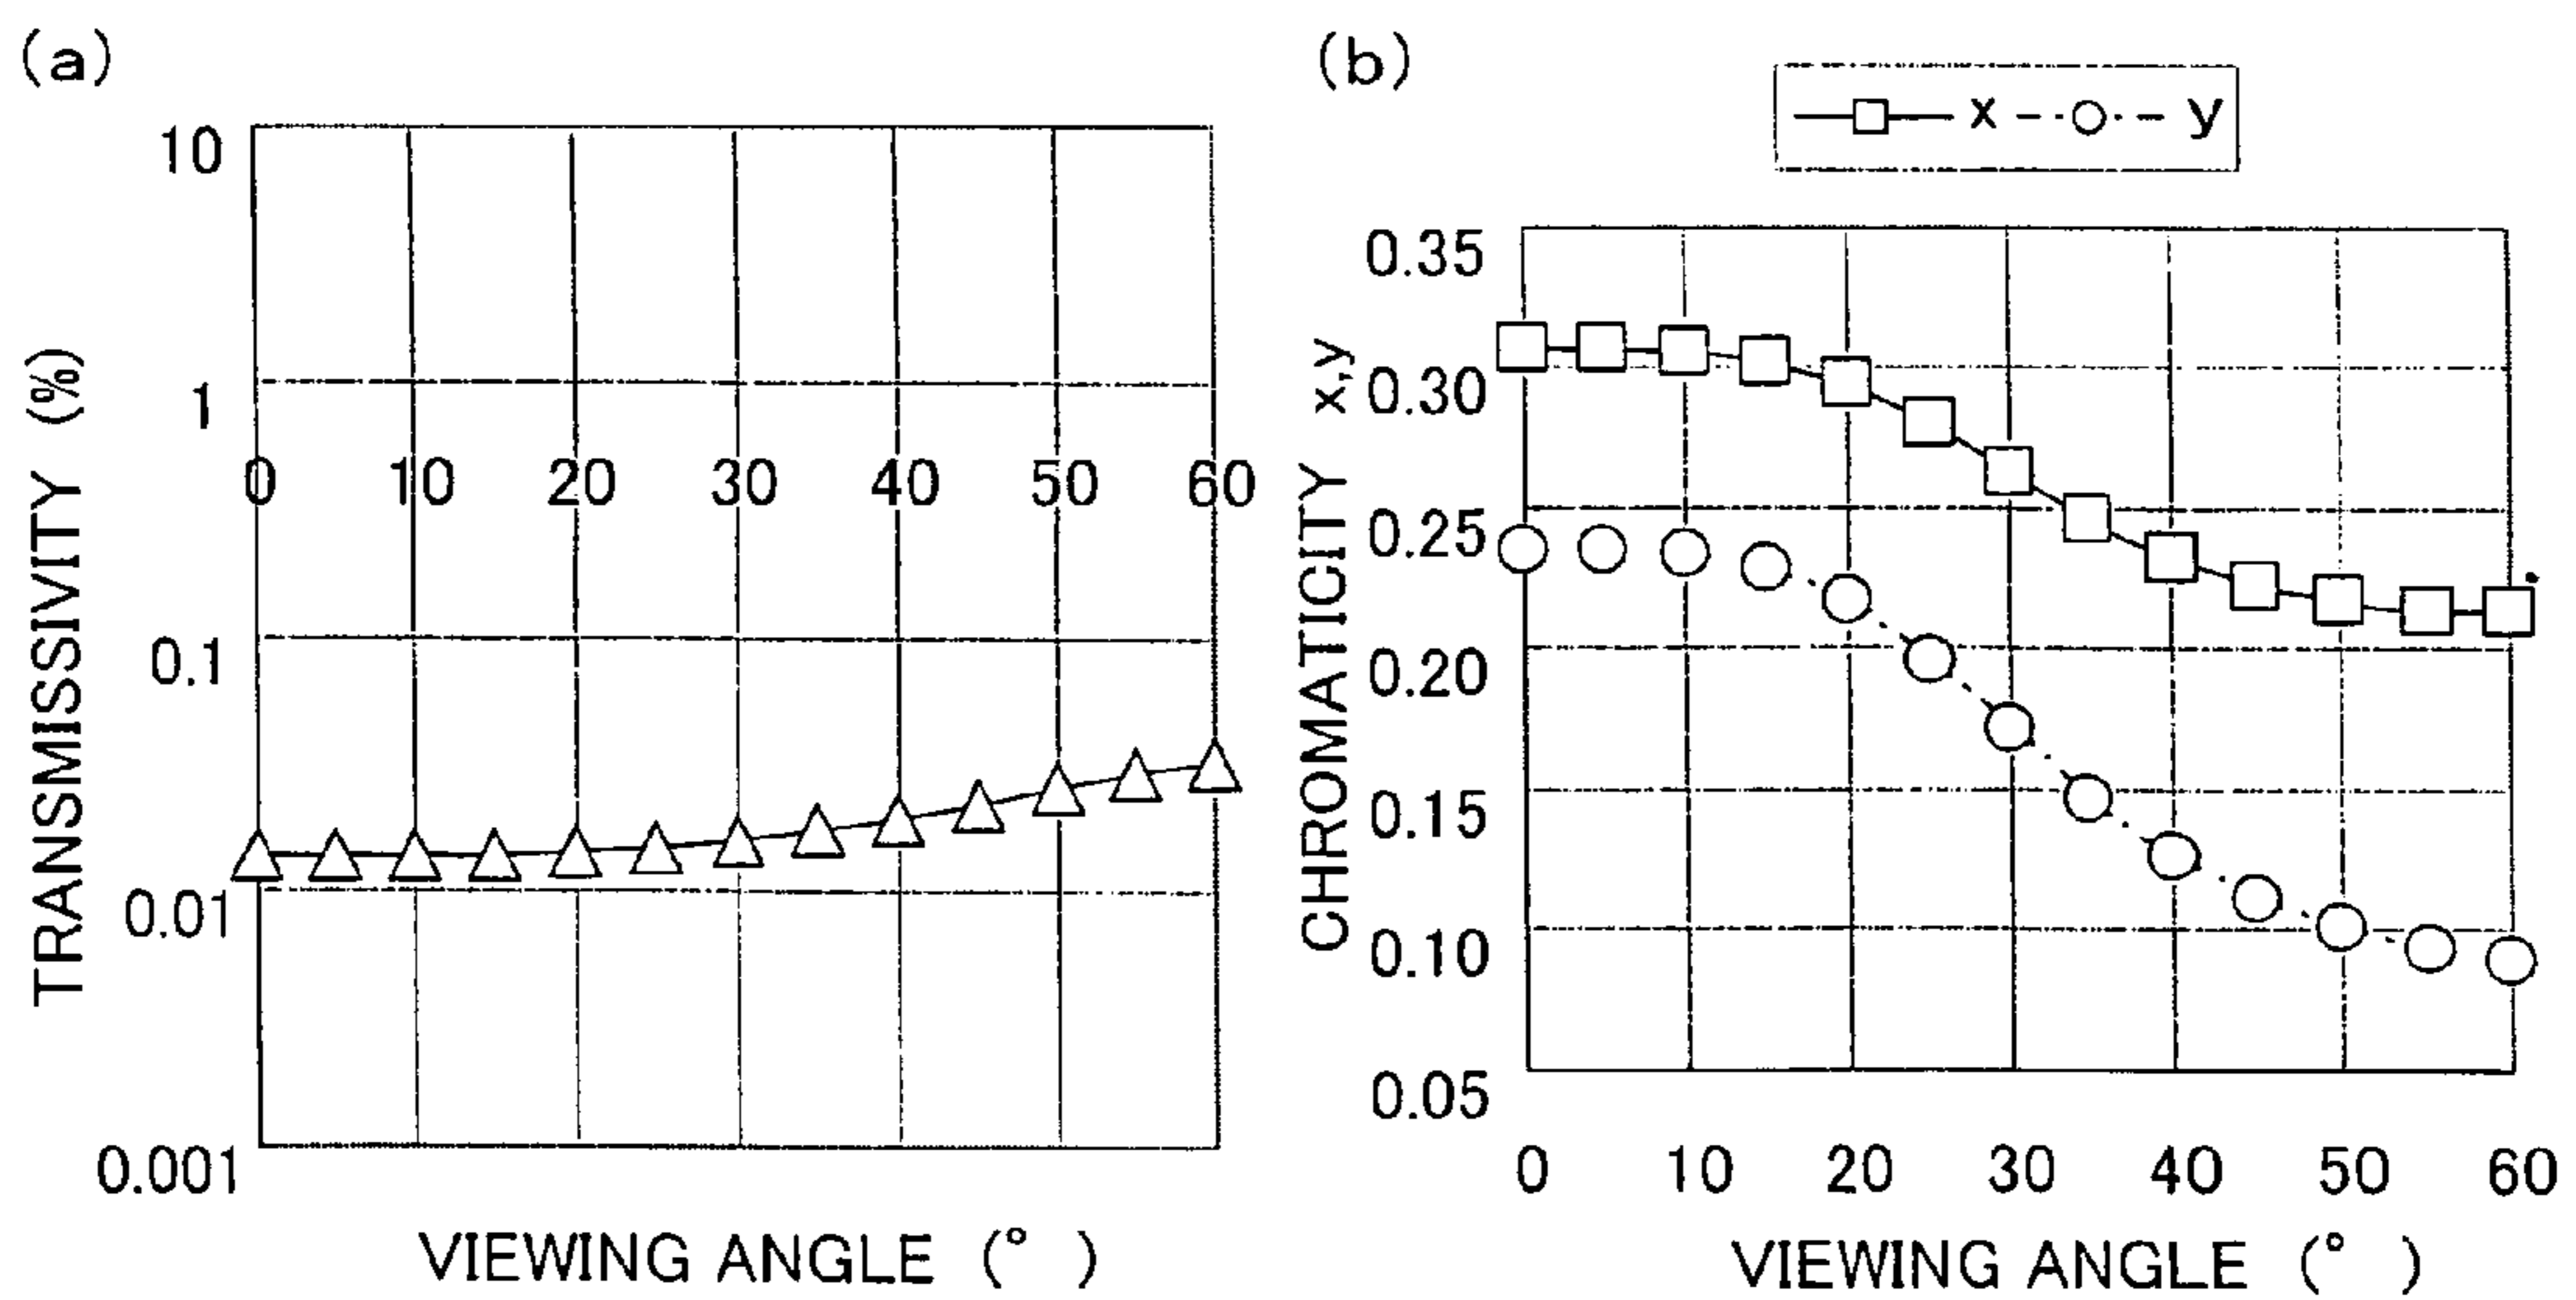 (a)
10
1
0 10 20 30 40 50 60
0.1
0.01
0.001
TRANSMISSIVITY (%)
VIEWING ANGLE (° )
(b)
x y
0.35
0.30
0.25
0.20
0.15
0.10
0.05
CHROMATICITY x,y
0 10 20 30 40 50 60
VIEWING ANGLE (° )